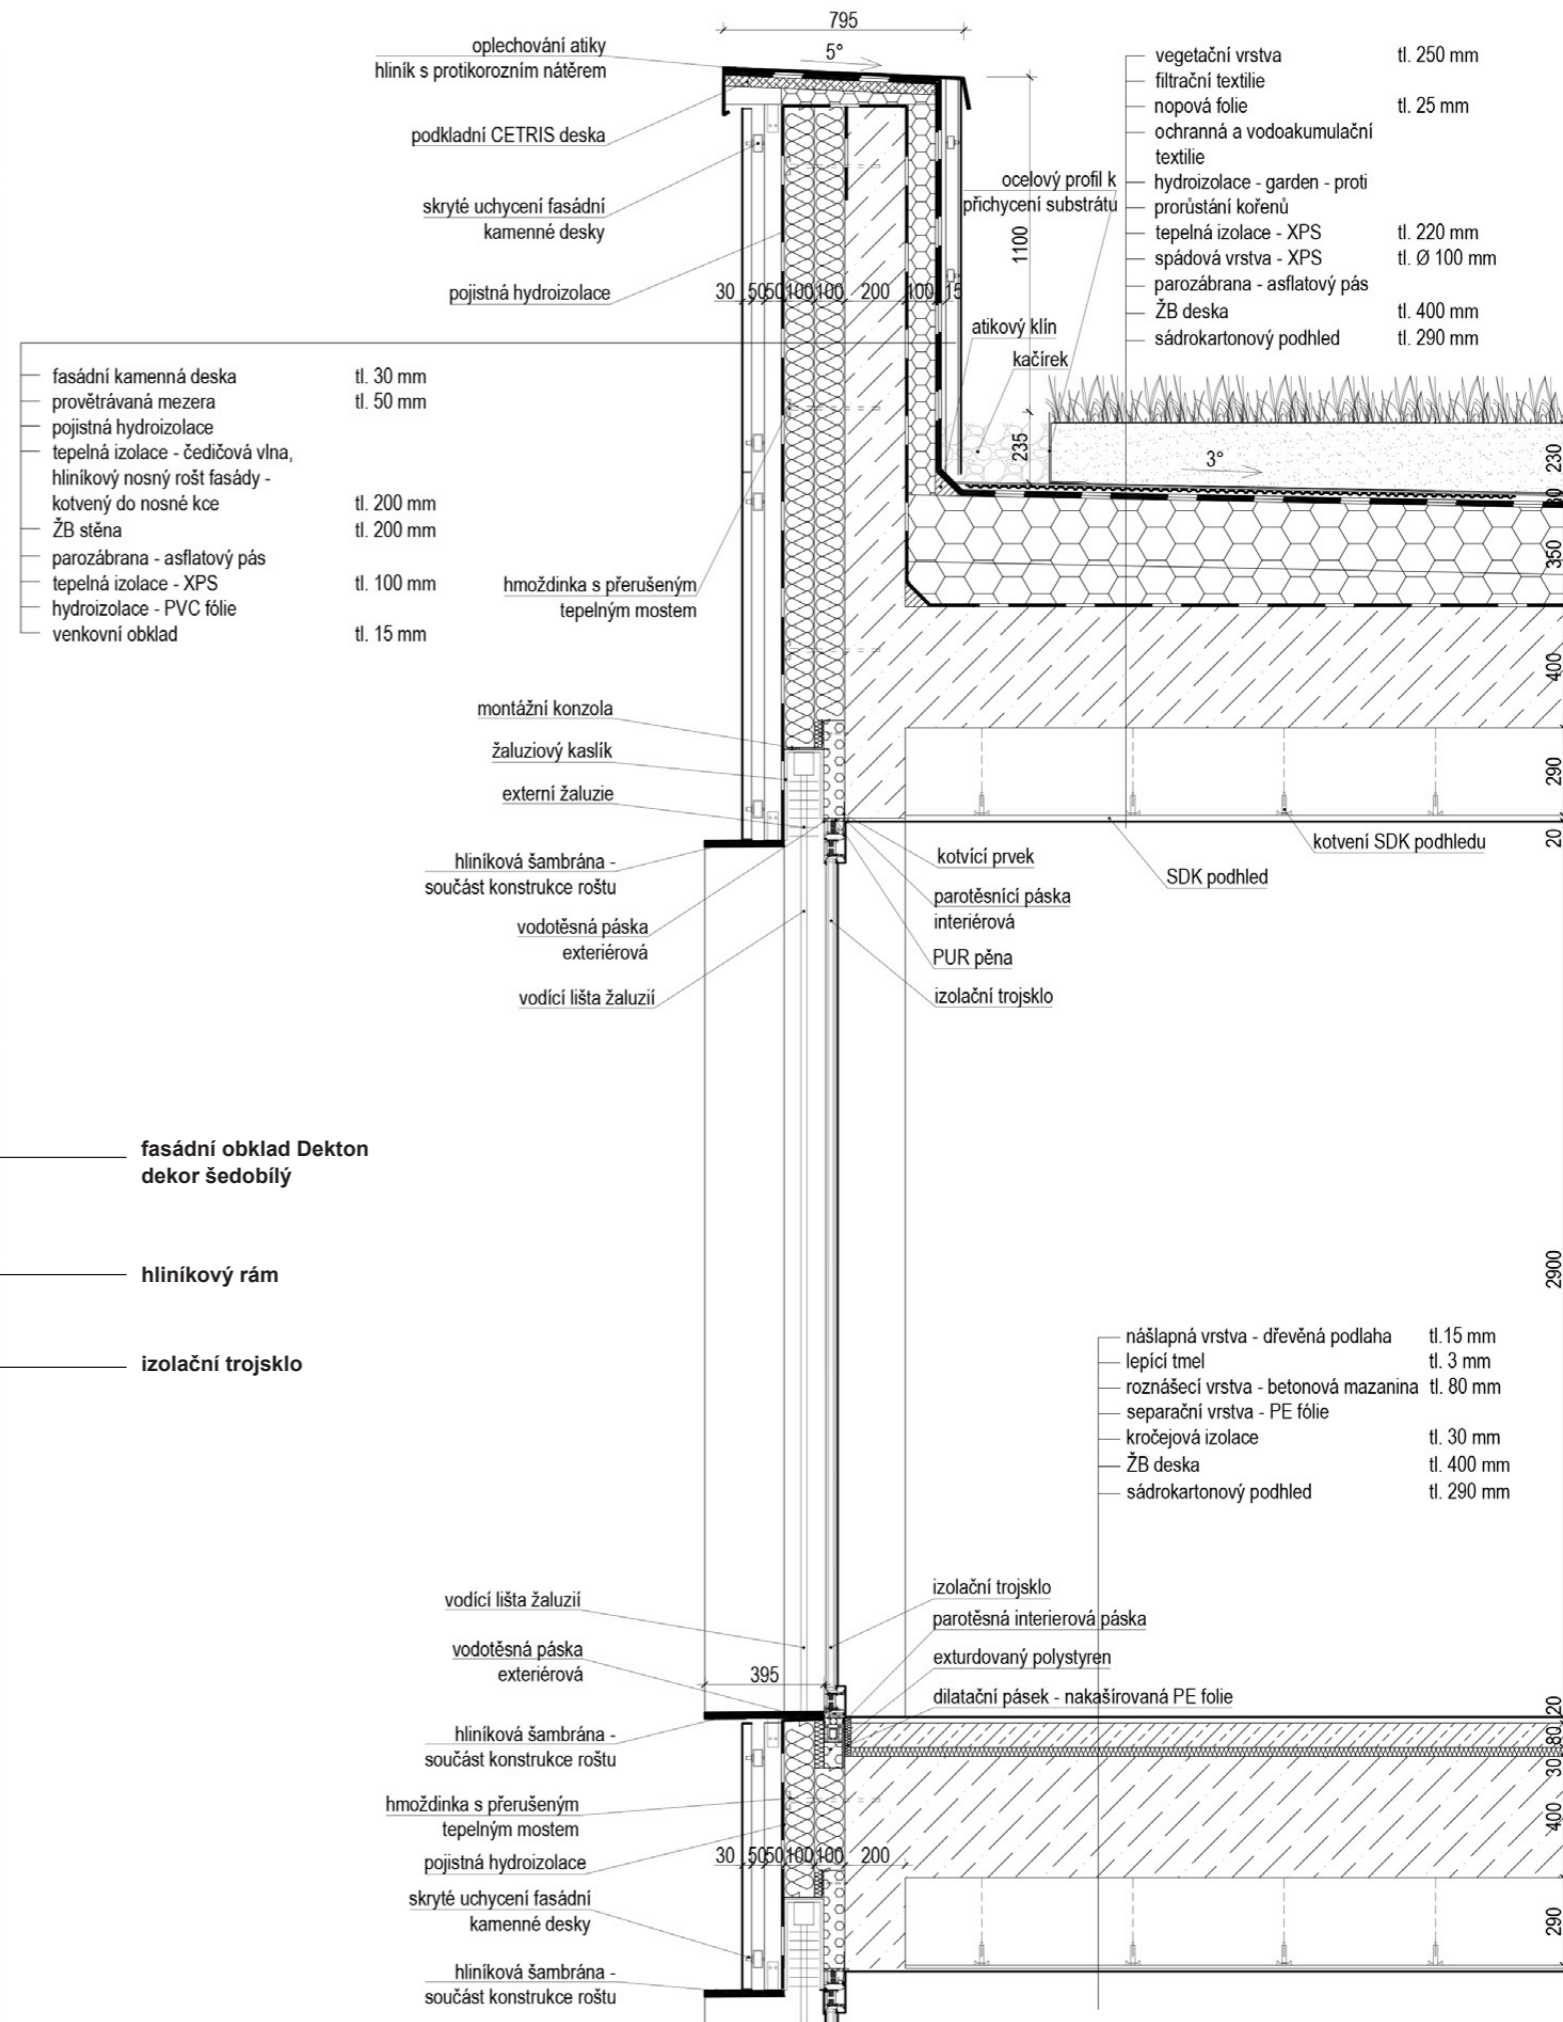 795
5°
oplechování atiky
hliník s protikorozním nátěrem
podkladní CETRIS deska
skryté uchycení fasádní
kamenné desky
pojistná hydroizolace
30 50 50 100 100 200 100 15
1100
235
ocelový profil k
přichycení substrátu
atikový klín
kačírek
3°
vegetační vrstva tl. 250 mm
filtrační textilie
nopová folie tl. 25 mm
ochranná a vodoakumulační
textilie
hydroizolace - garden - proti
prorůstání kořenů
tepelná izolace - XPS tl. 220 mm
spádová vrstva - XPS tl. Ø 100 mm
parozábrana - asflatový pás
ŽB deska tl. 400 mm
sádrokartonový podhled tl. 290 mm
fasádní kamenná deska tl. 30 mm
provětrávaná mezera tl. 50 mm
pojistná hydroizolace
tepelná izolace - čedičová vlna,
hliníkový nosný rošt fasády -
kotvený do nosné kce tl. 200 mm
ŽB stěna tl. 200 mm
parozábrana - asflatový pás
tepelná izolace - XPS tl. 100 mm
hydroizolace - PVC fólie
venkovní obklad tl. 15 mm
hmoždinka s přerušeným
tepelným mostem
montážní konzola
žaluziový kaslík
externí žaluzie
hliníková šambrána -
součást konstrukce roštu
vodotěsná páska
exteriérová
vodící lišta žaluzií
230
350
400
290
20
kotvení SDK podhledu
SDK podhled
kotvící prvek
parotěsnící páska
interiérová
PUR pěna
izolační trojsklo
fasádní obklad Dekton
dekor šedobílý
hliníkový rám
izolační trojsklo
2900
nášlapná vrstva - dřevěná podlaha tl.15 mm
lepící tmel tl. 3 mm
roznášecí vrstva - betonová mazanina tl. 80 mm
separační vrstva - PE fólie
kročejová izolace tl. 30 mm
ŽB deska tl. 400 mm
sádrokartonový podhled tl. 290 mm
vodící lišta žaluzií
vodotěsná páska
exteriérová
395
izolační trojsklo
parotěsná interierová páska
exturdovaný polystyren
dilatační pásek - nakašírovaná PE folie
hliníková šambrána -
součást konstrukce roštu
hmoždinka s přerušeným
tepelným mostem
pojistná hydroizolace
30 50 50 100 100 200
skryté uchycení fasádní
kamenné desky
hliníková šambrána -
součást konstrukce roštu
20
80
30
400
290